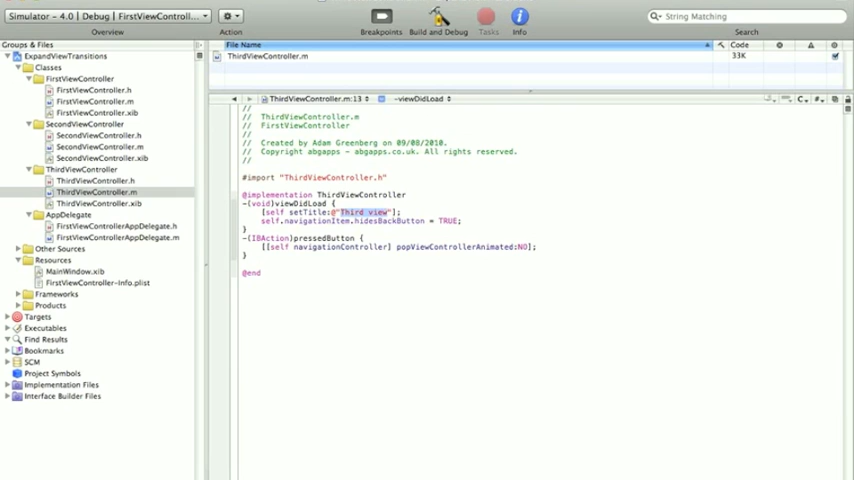 Simulator - 4.0 | Debug | FirstViewControll...
String Matching
Overview
Action
Breakpoints
Build and Debug
Tasks
Info
Search
Groups & Files
File Name
Code
ExpandViewTransitions
ThirdViewController.m
33K
Classes
FirstViewController
FirstViewController.h
FirstViewController.m
FirstViewController.xib
SecondViewController
SecondViewController.h
SecondViewController.m
SecondViewController.xib
ThirdViewController
ThirdViewController.h
ThirdViewController.m
ThirdViewController.xib
AppDelegate
FirstViewControllerAppDelegate.h
FirstViewControllerAppDelegate.m
Other Sources
Resources
MainWindow.xib
FirstViewController-Info.plist
Frameworks
Products
Targets
Executables
Find Results
Bookmarks
SCM
Project Symbols
Implementation Files
Interface Builder Files
ThirdViewController.m:13
-viewDidLoad
C
#
//
// ThirdViewController.m
// FirstViewController
//
// Created by Adam Greenberg on 09/08/2010.
// Copyright abgapps - abgapps.co.uk. All rights reserved.
//
#import "ThirdViewController.h"
@implementation ThirdViewController
-(void)viewDidLoad {
[self setTitle:@"Third view"];
self.navigationItem.hidesBackButton = TRUE;
}
-(IBAction)pressedButton {
[[self navigationController] popViewControllerAnimated:NO];
}
@end